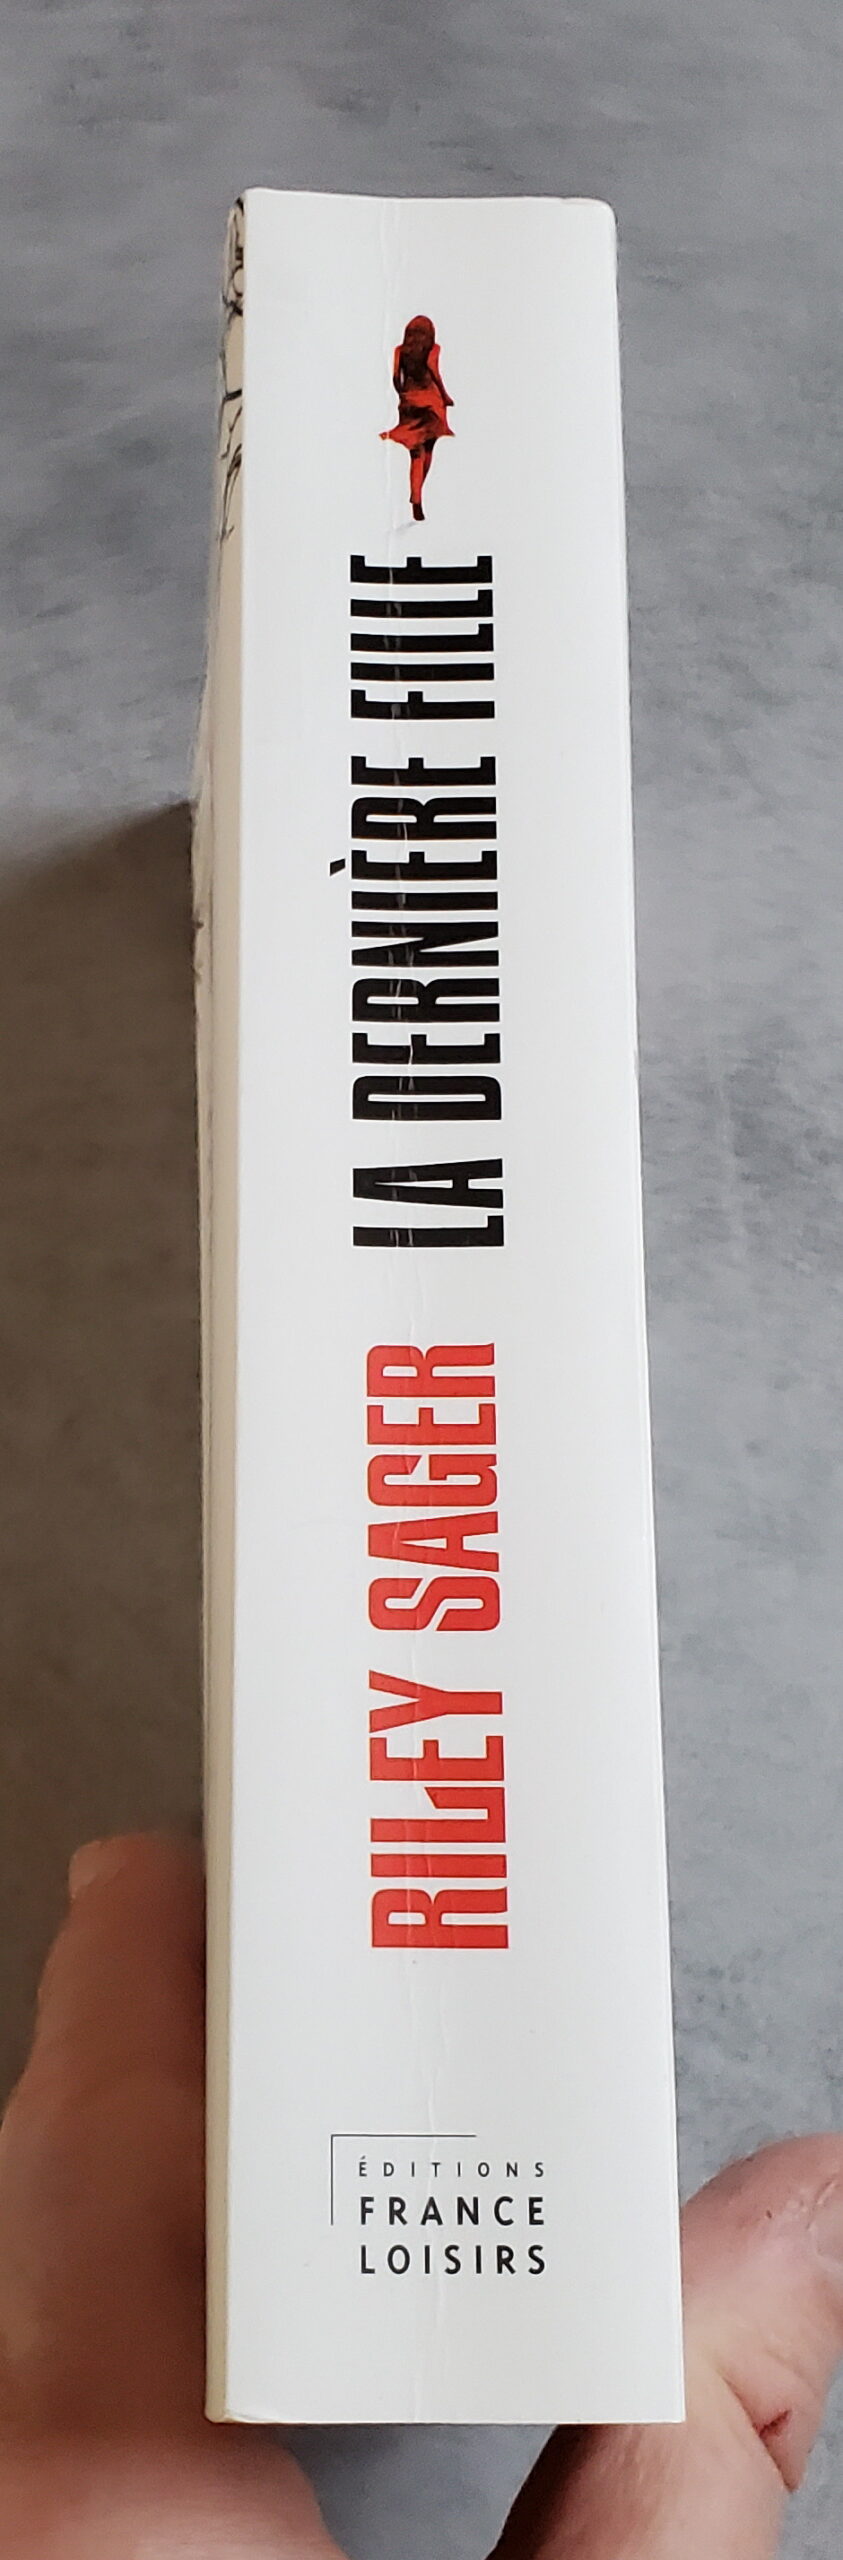 RILEY SAGER LA DERNIÈRE FILLE
ÉDITIONS
FRANCE
LOISIRS